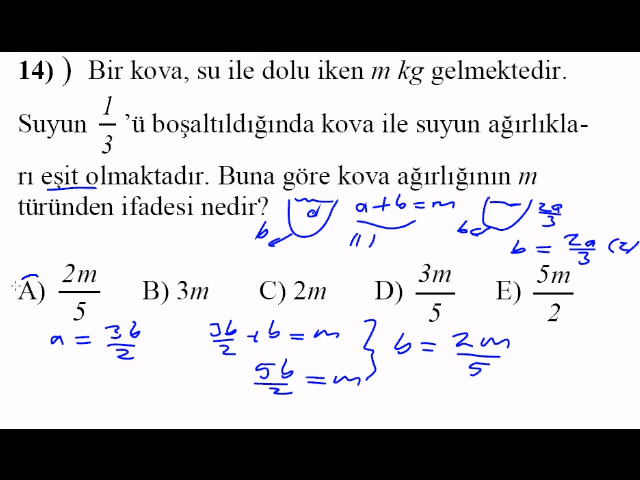 14) ) Bir kova, su ile dolu iken m kg gelmektedir.
Suyun 1/3 'ü boşaltıldığında kova ile suyun ağırlıkla-
rı eşit olmaktadır. Buna göre kova ağırlığının m
türünden ifadesi nedir?
b a a+b=m (1) b 2a/3
b = 2a/3 (2)
A) 2m/5 B) 3m C) 2m D) 3m/5 E) 5m/2
a = 3b/2 3b/2 + b = m } b = 2m/5
5b/2 = m